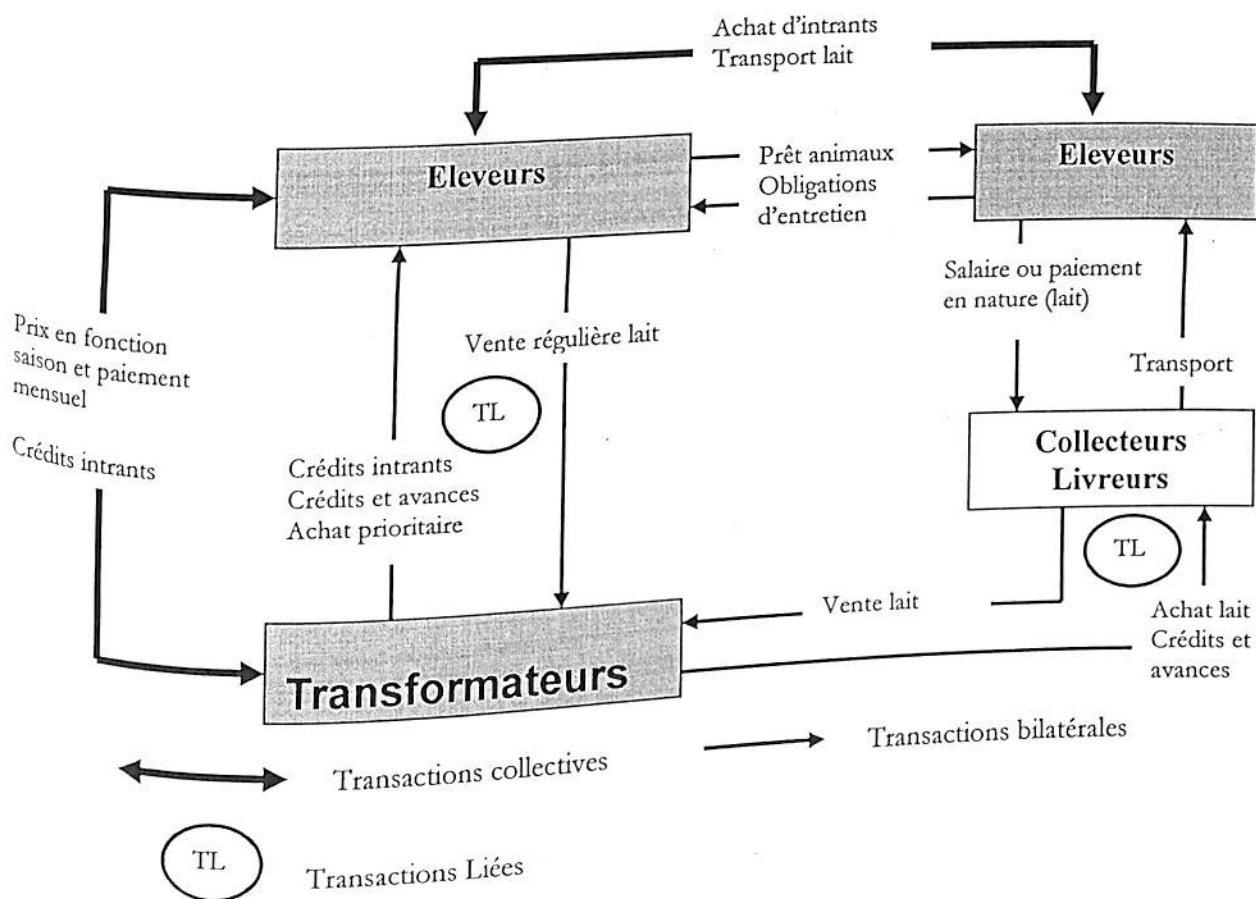 Achat d'intrants
Transport lait
Eleveurs
Prêt animaux
Obligations
d'entretien
Eleveurs
Salaire ou paiement
en nature (lait)
Prix en fonction
saison et paiement
mensuel
Vente régulière lait
Transport
TL
Crédits intrants
Crédits intrants
Crédits et avances
Achat prioritaire
Collecteurs
Livreurs
TL
Vente lait
Achat lait
Crédits et
avances
Transformateurs
Transactions collectives
Transactions bilatérales
TL
Transactions Liées